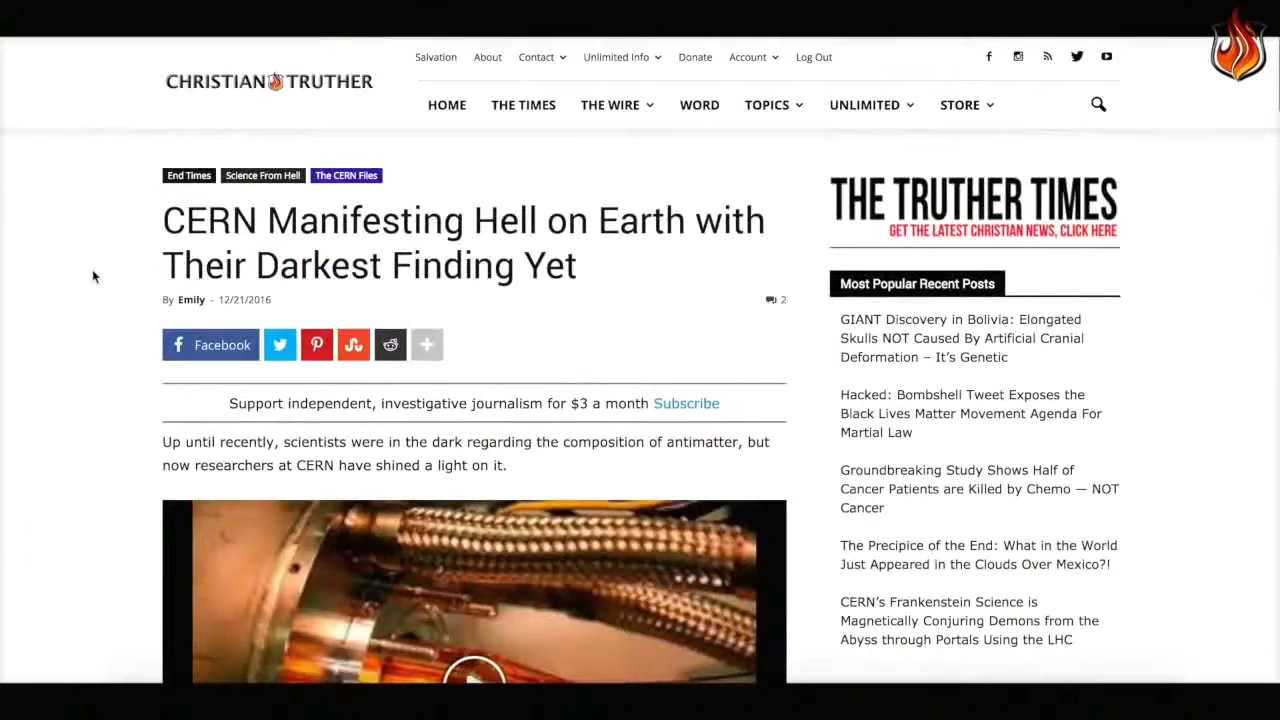 Salvation About Contact Unlimited Info Donate Account Log Out
CHRISTIAN TRUTHER
HOME THE TIMES THE WIRE WORD TOPICS UNLIMITED STORE
End Times Science From Hell The CERN Files
CERN Manifesting Hell on Earth with
Their Darkest Finding Yet
By Emily - 12/21/2016
2
Facebook
Support independent, investigative journalism for $3 a month Subscribe
Up until recently, scientists were in the dark regarding the composition of antimatter, but
now researchers at CERN have shined a light on it.
THE TRUTHER TIMES
GET THE LATEST CHRISTIAN NEWS, CLICK HERE
Most Popular Recent Posts
GIANT Discovery in Bolivia: Elongated
Skulls NOT Caused By Artificial Cranial
Deformation – It's Genetic
Hacked: Bombshell Tweet Exposes the
Black Lives Matter Movement Agenda For
Martial Law
Groundbreaking Study Shows Half of
Cancer Patients are Killed by Chemo — NOT
Cancer
The Precipice of the End: What in the World
Just Appeared in the Clouds Over Mexico?!
CERN's Frankenstein Science is
Magnetically Conjuring Demons from the
Abyss through Portals Using the LHC